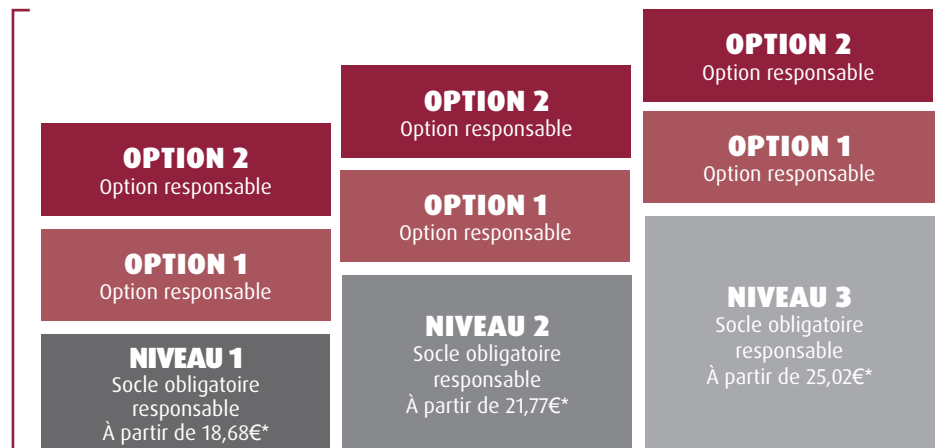 OPTION 2
Option responsable
OPTION 1
Option responsable
NIVEAU 1
Socle obligatoire
responsable
À partir de 18,68€*
OPTION 2
Option responsable
OPTION 1
Option responsable
NIVEAU 2
Socle obligatoire
responsable
À partir de 21,77€*
OPTION 2
Option responsable
OPTION 1
Option responsable
NIVEAU 3
Socle obligatoire
responsable
À partir de 25,02€*